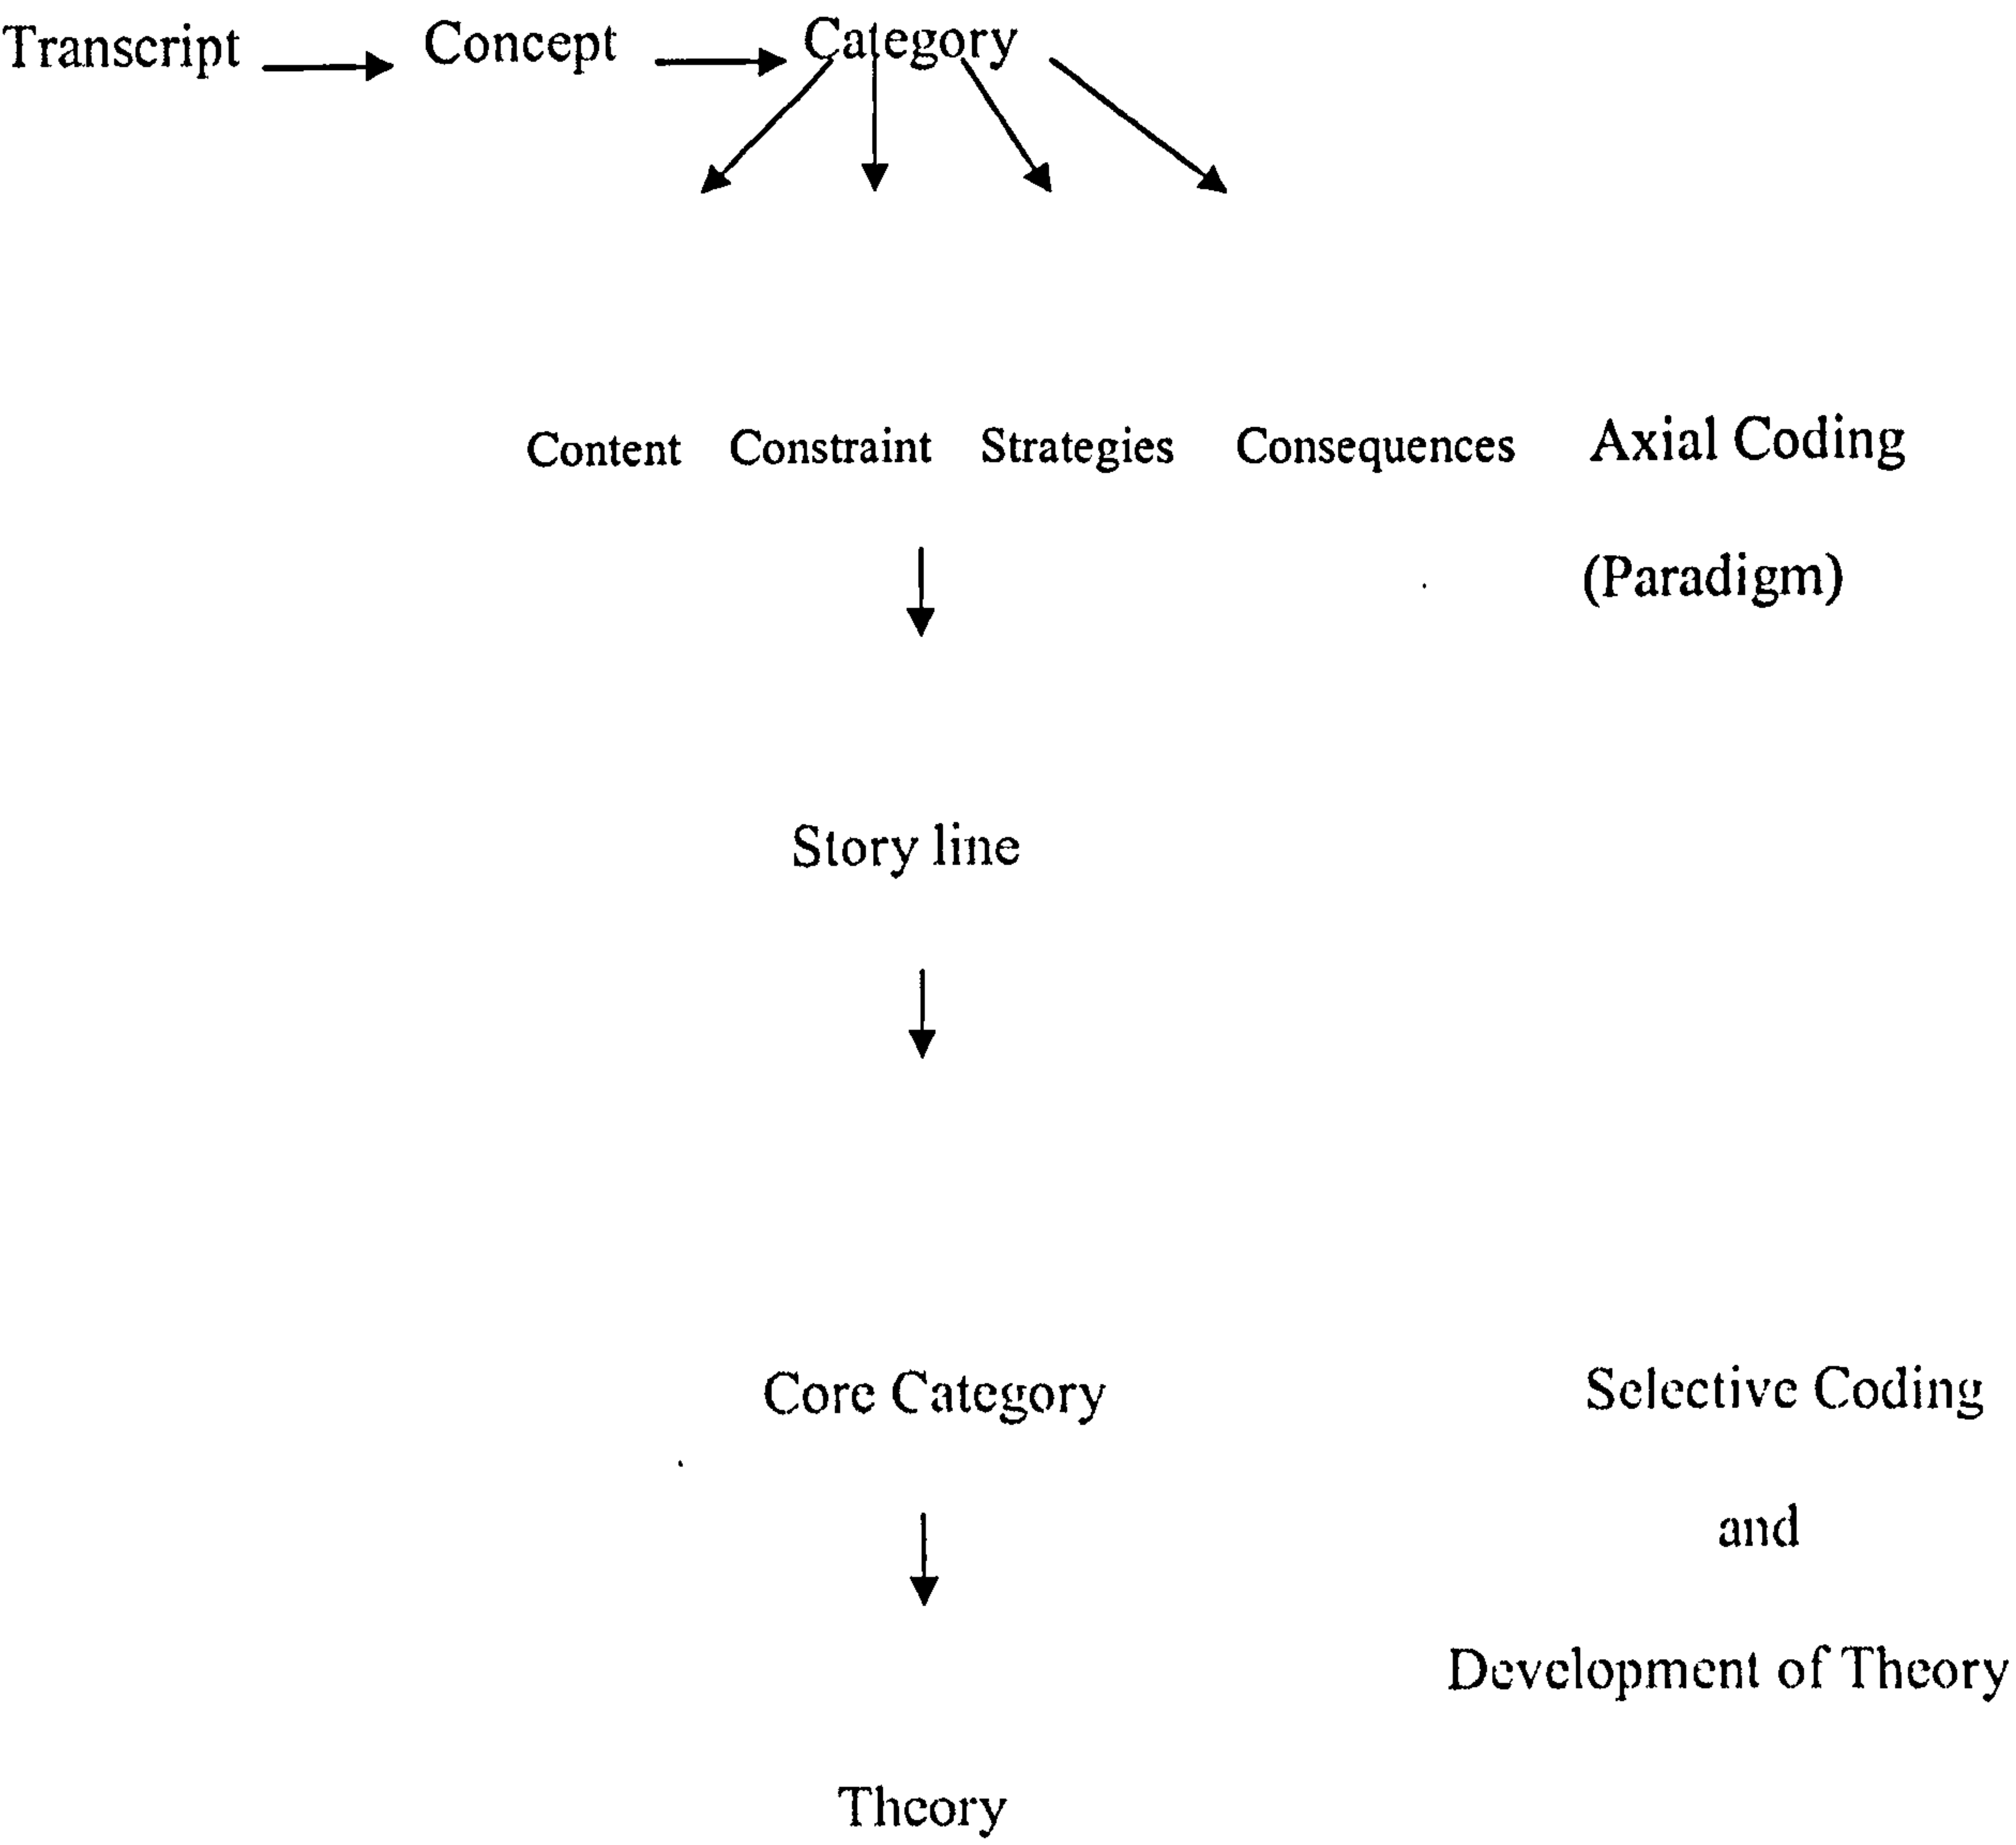 Transcript Concept Category
Content Constraint Strategies Consequences Axial Coding
(Paradigm)
Story line
Core Category Selective Coding
and
Development of Theory
Theory